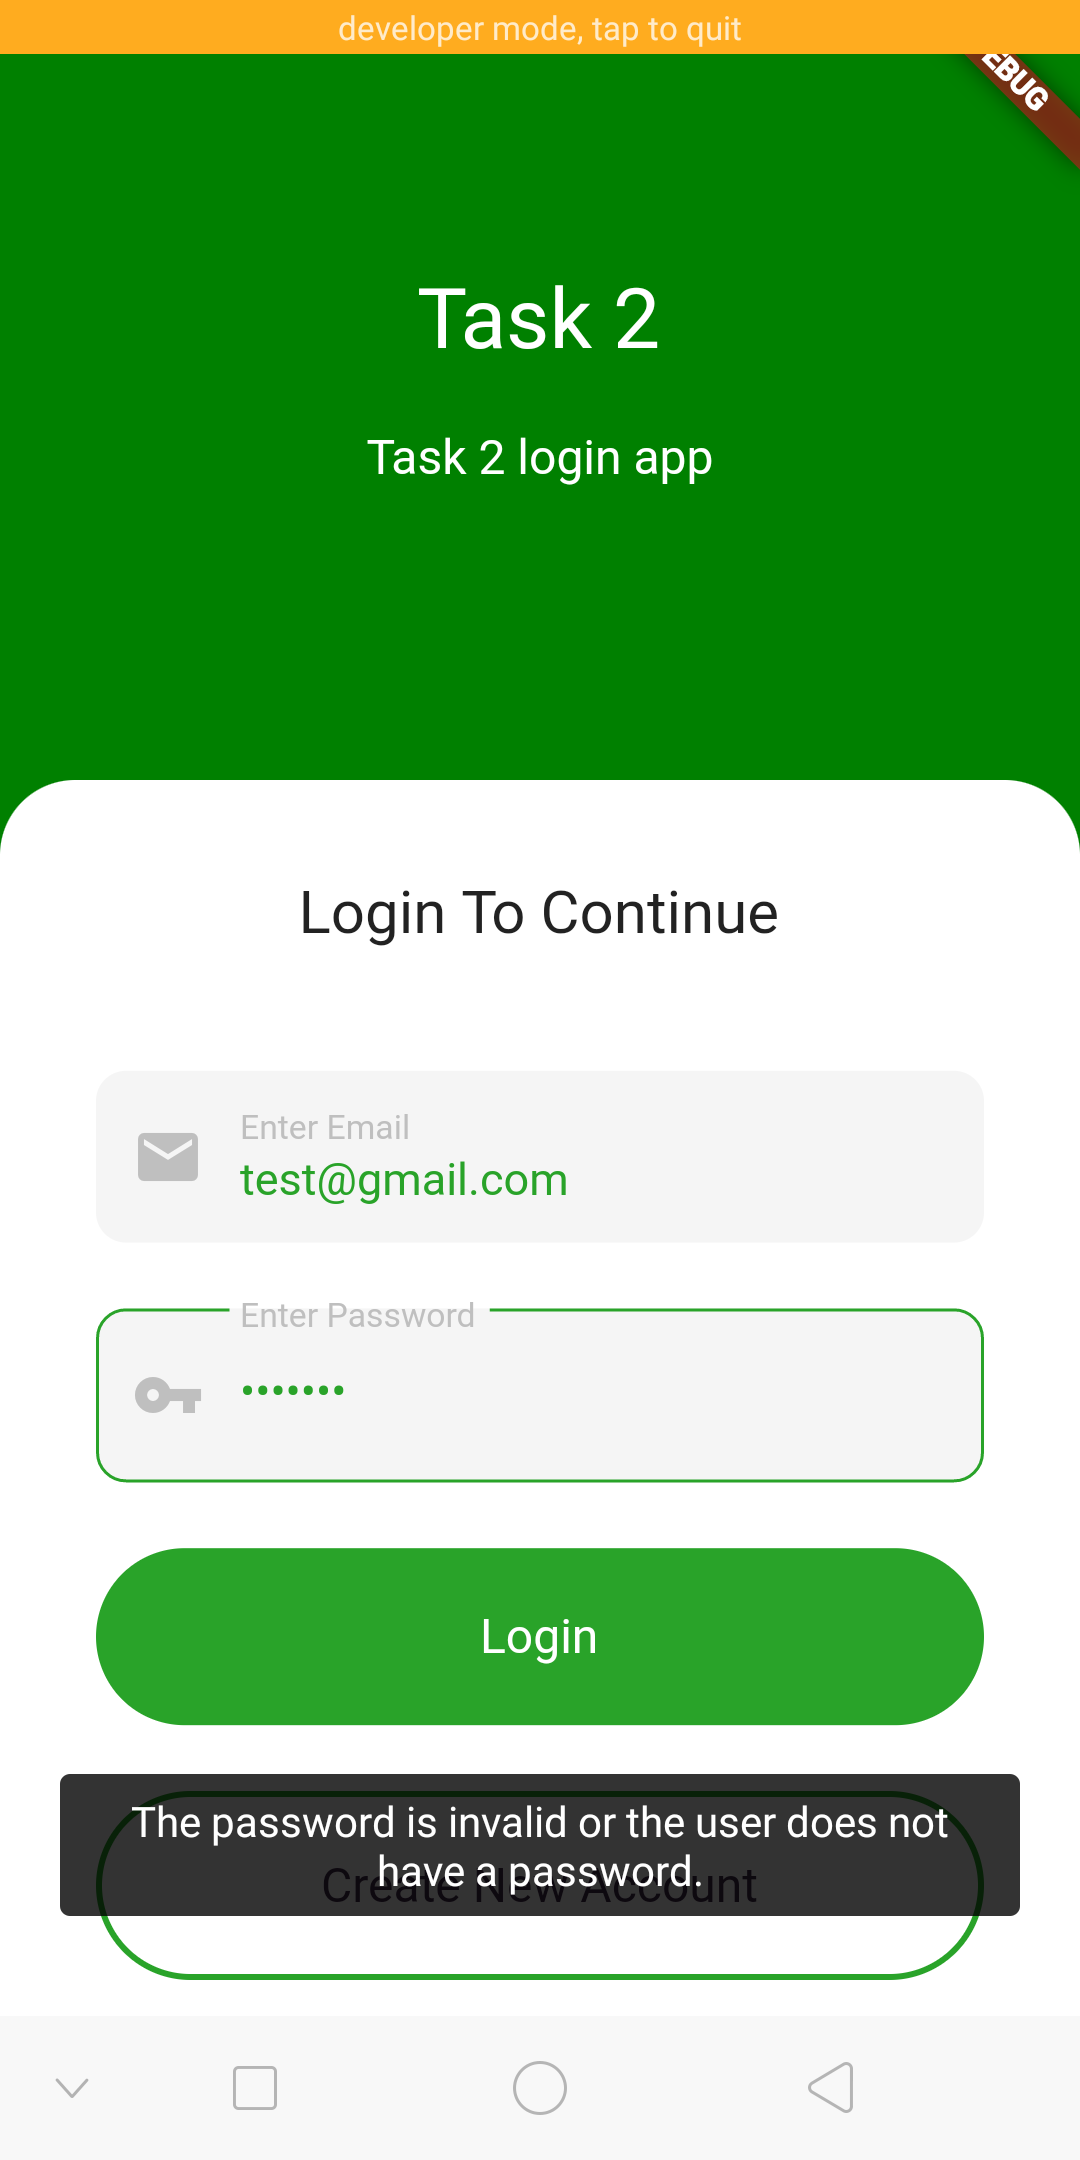 developer mode, tap to quit
EBUG
Task 2
Task 2 login app
Login To Continue
Enter Email
test@gmail.com
Enter Password
•••••••
Login
The password is invalid or the user does not
have a password.
Create New Account